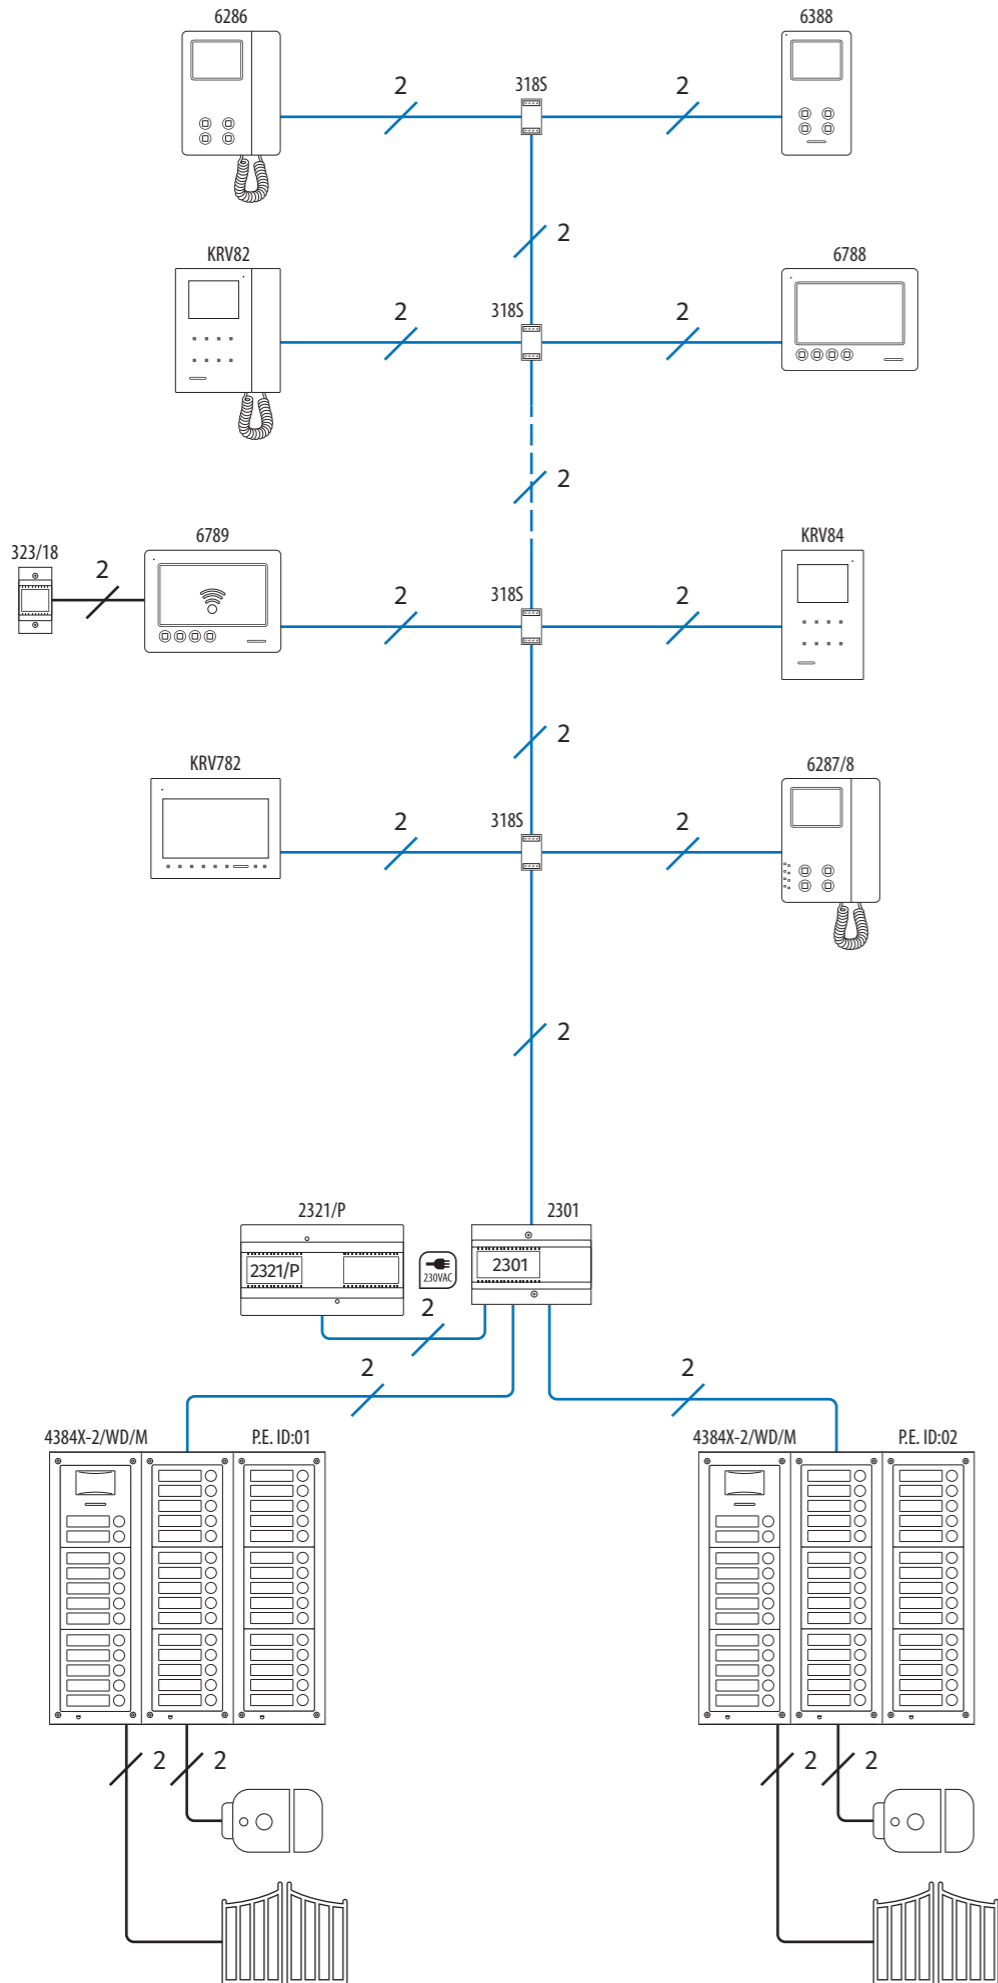 6286
6388
318S
2
2
2
KRV82
6788
318S
2
2
2
323/18
6789
KRV84
318S
2
2
2
2
KRV782
6287/8
318S
2
2
2
2321/P
2301
2321/P
230VAC
2301
2
2
2
4384X-2/WD/M
P.E. ID:01
4384X-2/WD/M
P.E. ID:02
2
2
2
2